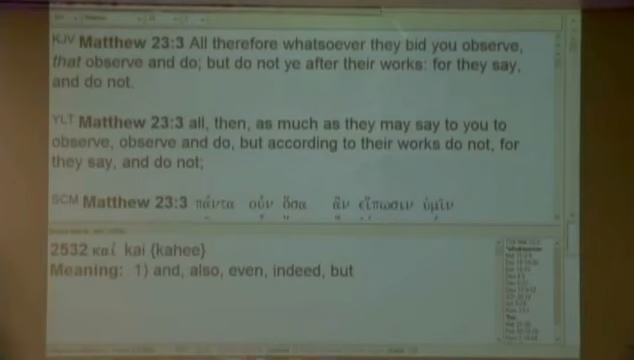 KJV Matthew 23:3 All therefore whatsoever they bid you observe,
that observe and do; but do not ye after their works: for they say,
and do not.
YLT Matthew 23:3 all, then, as much as they may say to you to
observe, observe and do, but according to their works do not, for
they say, and do not;
SCM Matthew 23:3 πάντα οὖν ὅσα ἂν εἴπωσιν ὑμῖν
2532 καί kai {kahee}
Meaning: 1) and, also, even, indeed, but